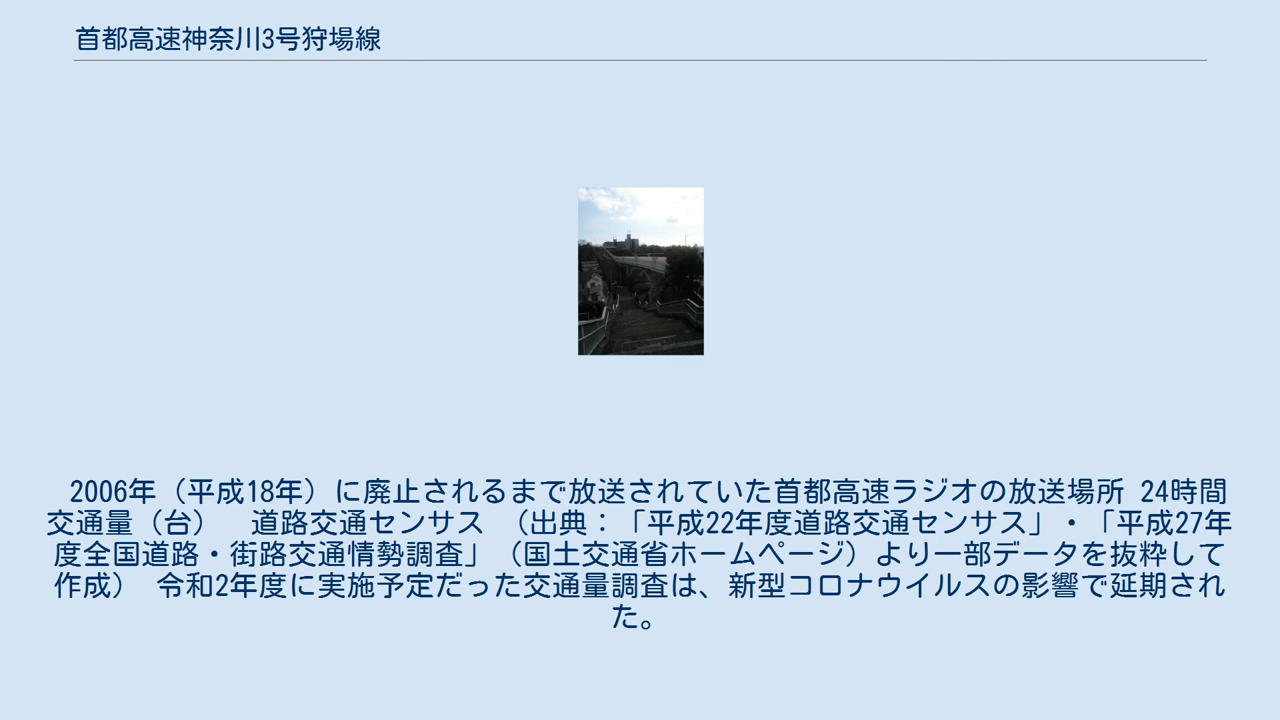 首都高速神奈川3号狩場線
2006年（平成18年）に廃止されるまで放送されていた首都高速ラジオの放送場所 24時間
交通量（台）　道路交通センサス （出典：「平成22年度道路交通センサス」・「平成27年
度全国道路・街路交通情勢調査」（国土交通省ホームページ）より一部データを抜粋して
作成） 令和2年度に実施予定だった交通量調査は、新型コロナウイルスの影響で延期され
た。